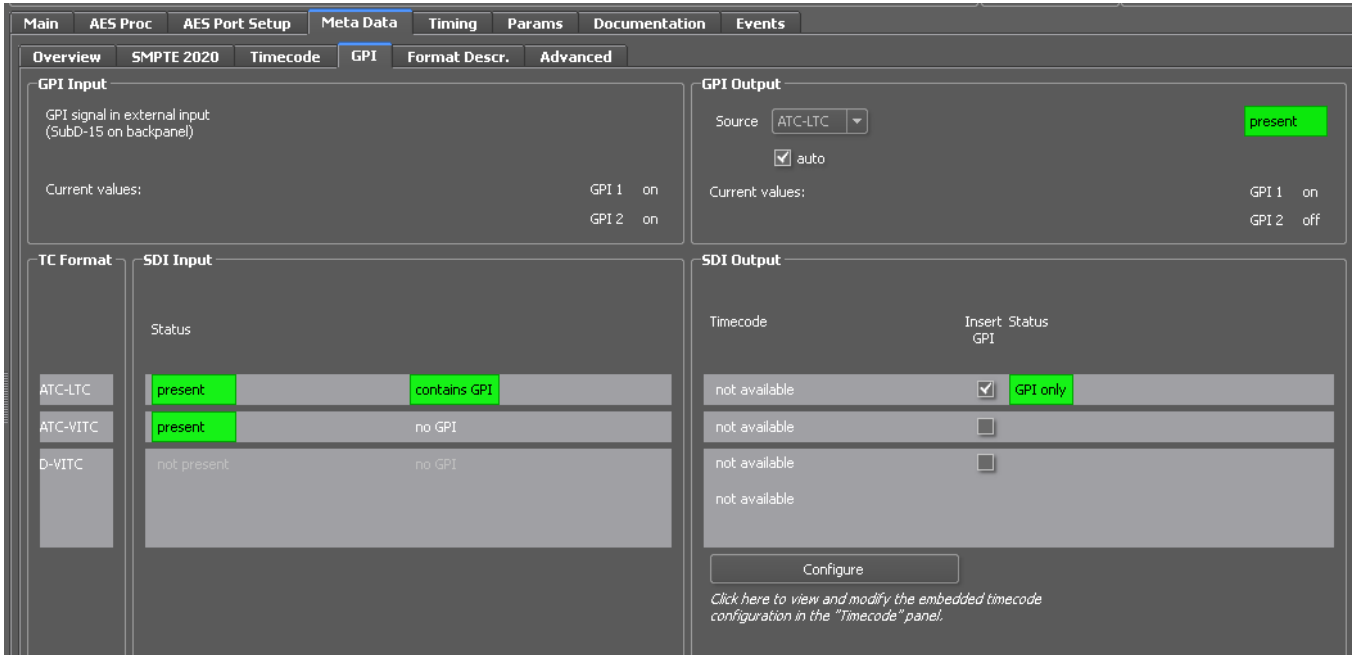 Main AES Proc AES Port Setup Meta Data Timing Params Documentation Events
Overview SMPTE 2020 Timecode GPI Format Descr. Advanced
GPI Input
GPI signal in external input
(SubD-15 on backpanel)
Current values:
GPI 1 on
GPI 2 on
GPI Output
Source ATC-LTC present
auto
Current values:
GPI 1 on
GPI 2 off
TC Format
ATC-LTC
ATC-VITC
D-VITC
SDI Input
Status
present contains GPI
present no GPI
not present no GPI
SDI Output
Timecode Insert Status
GPI
not available GPI only
not available
not available
not available
Configure
Click here to view and modify the embedded timecode
configuration in the "Timecode" panel.